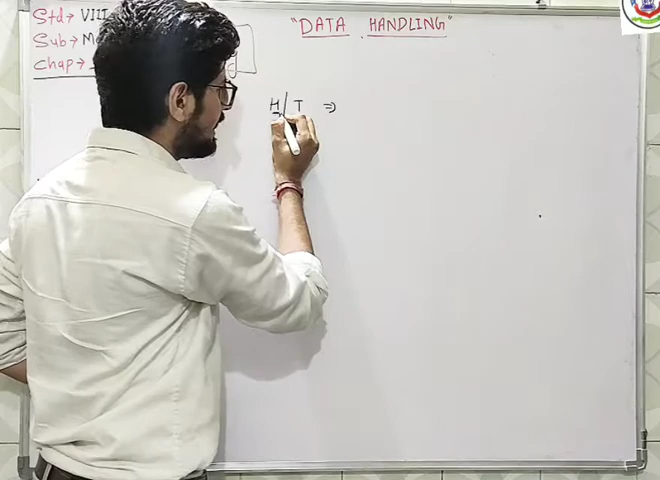 Std → VIII
Sub →
Chap →
"DATA HANDLING"
H / T ⇒